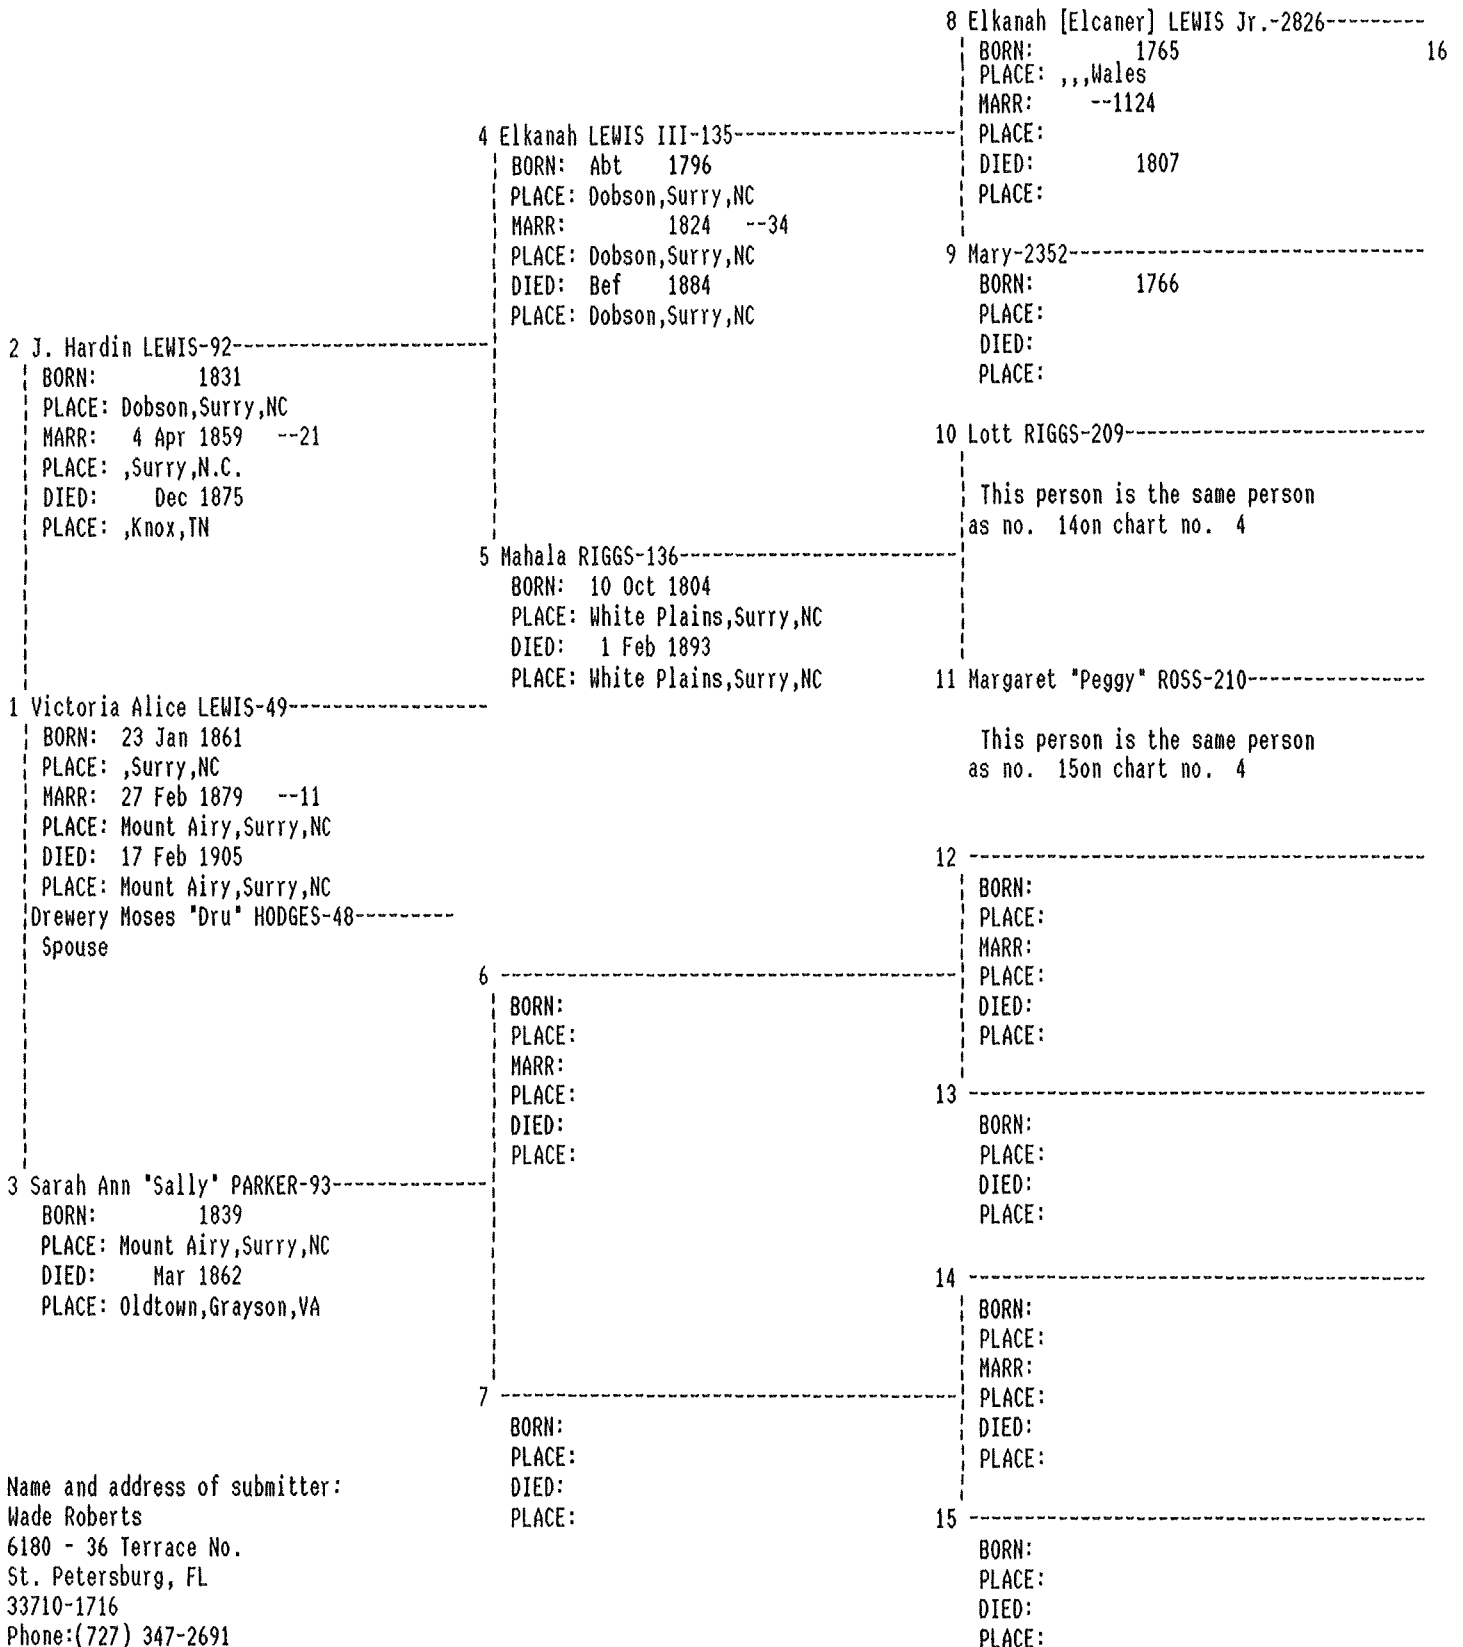 8 Elkanah [Elcaner] LEWIS Jr.-2826---------
BORN: 1765 16
PLACE: ,,,Wales
MARR: --1124
PLACE:
DIED: 1807
PLACE:
4 Elkanah LEWIS III-135--------------------
BORN: Abt 1796
PLACE: Dobson,Surry,NC
MARR: 1824 --34
PLACE: Dobson,Surry,NC
DIED: Bef 1884
PLACE: Dobson,Surry,NC
9 Mary-2352--------------------------------
BORN: 1766
PLACE:
DIED:
PLACE:
2 J. Hardin LEWIS-92-----------------------
BORN: 1831
PLACE: Dobson,Surry,NC
MARR: 4 Apr 1859 --21
PLACE: ,Surry,N.C.
DIED: Dec 1875
PLACE: ,Knox,TN
10 Lott RIGGS-209---------------------------
This person is the same person
as no. 14on chart no. 4
5 Mahala RIGGS-136-------------------------
BORN: 10 Oct 1804
PLACE: White Plains,Surry,NC
DIED: 1 Feb 1893
PLACE: White Plains,Surry,NC
11 Margaret "Peggy" ROSS-210----------------
This person is the same person
as no. 15on chart no. 4
1 Victoria Alice LEWIS-49------------------
BORN: 23 Jan 1861
PLACE: ,Surry,NC
MARR: 27 Feb 1879 --11
PLACE: Mount Airy,Surry,NC
DIED: 17 Feb 1905
PLACE: Mount Airy,Surry,NC
Drewery Moses "Dru" HODGES-48---------
Spouse
12 -----------------------------------------
BORN:
PLACE:
MARR:
PLACE:
DIED:
PLACE:
6 -----------------------------------------
BORN:
PLACE:
MARR:
PLACE:
DIED:
PLACE:
13 -----------------------------------------
BORN:
PLACE:
DIED:
PLACE:
3 Sarah Ann "Sally" PARKER-93--------------
BORN: 1839
PLACE: Mount Airy,Surry,NC
DIED: Mar 1862
PLACE: Oldtown,Grayson,VA
14 -----------------------------------------
BORN:
PLACE:
MARR:
PLACE:
DIED:
PLACE:
7 -----------------------------------------
BORN:
PLACE:
DIED:
PLACE:
15 -----------------------------------------
BORN:
PLACE:
DIED:
PLACE:
Name and address of submitter:
Wade Roberts
6180 - 36 Terrace No.
St. Petersburg, FL
33710-1716
Phone:(727) 347-2691